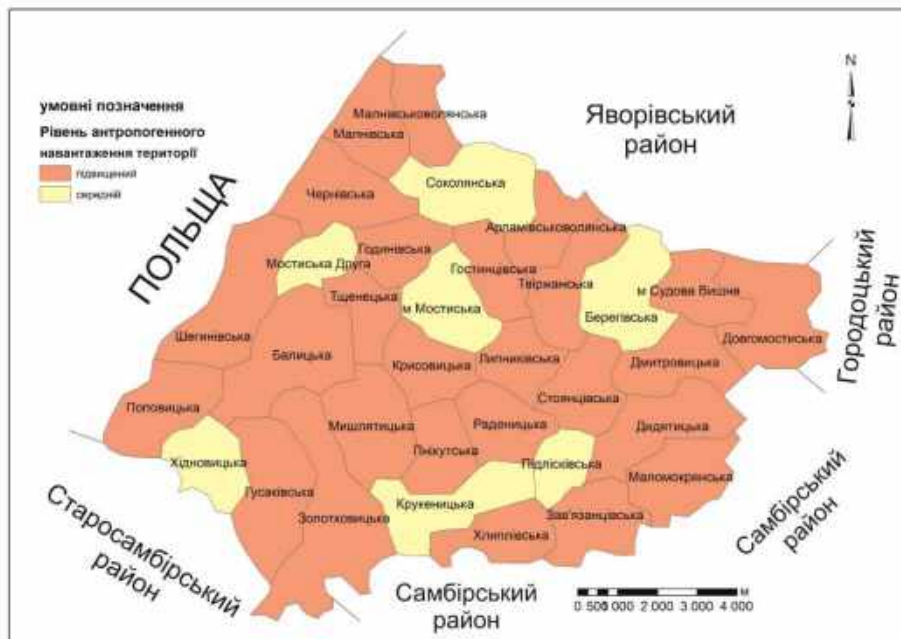 умовні позначення
Рівень антропогенного
навантаження території
підвищений
середній
N
Яворівський
район
ПОЛЬЩА
Городоцький
район
Малнівськоволянська
Малнівська
Соколянська
Чернівська
Арламівськоволянська
Годинівська
Мостиська Друга
Гостинцівська
Тщенецька
Твіржанська
м Судова Вишня
м Мостиська
Берегівська
Шегинівська
Довгомостиська
Балицька
Крисовицька
Липниківська
Дмитровицька
Стоянцівська
Поповицька
Мишлятицька
Раденицька
Дидятицька
Пнікутська
Хідновицька
Підлісківська
Маломокрянська
Гусаківська
Крукеницька
Золотковицька
Зав'язанцівська
Хлиплівська
Старосамбірський
район
Самбірський
район
Самбірський
район
0 500 1 000 2 000 3 000 4 000 м